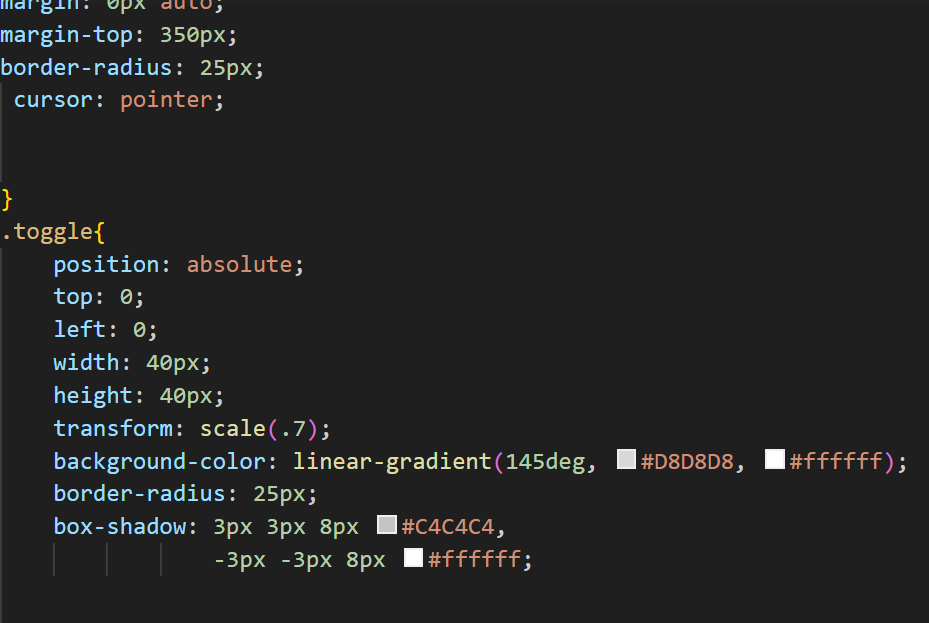 margin: 0px auto;
margin-top: 350px;
border-radius: 25px;
cursor: pointer;
}
.toggle{
position: absolute;
top: 0;
left: 0;
width: 40px;
height: 40px;
transform: scale(.7);
background-color: linear-gradient(145deg, #D8D8D8, #ffffff);
border-radius: 25px;
box-shadow: 3px 3px 8px #C4C4C4,
-3px -3px 8px #ffffff;